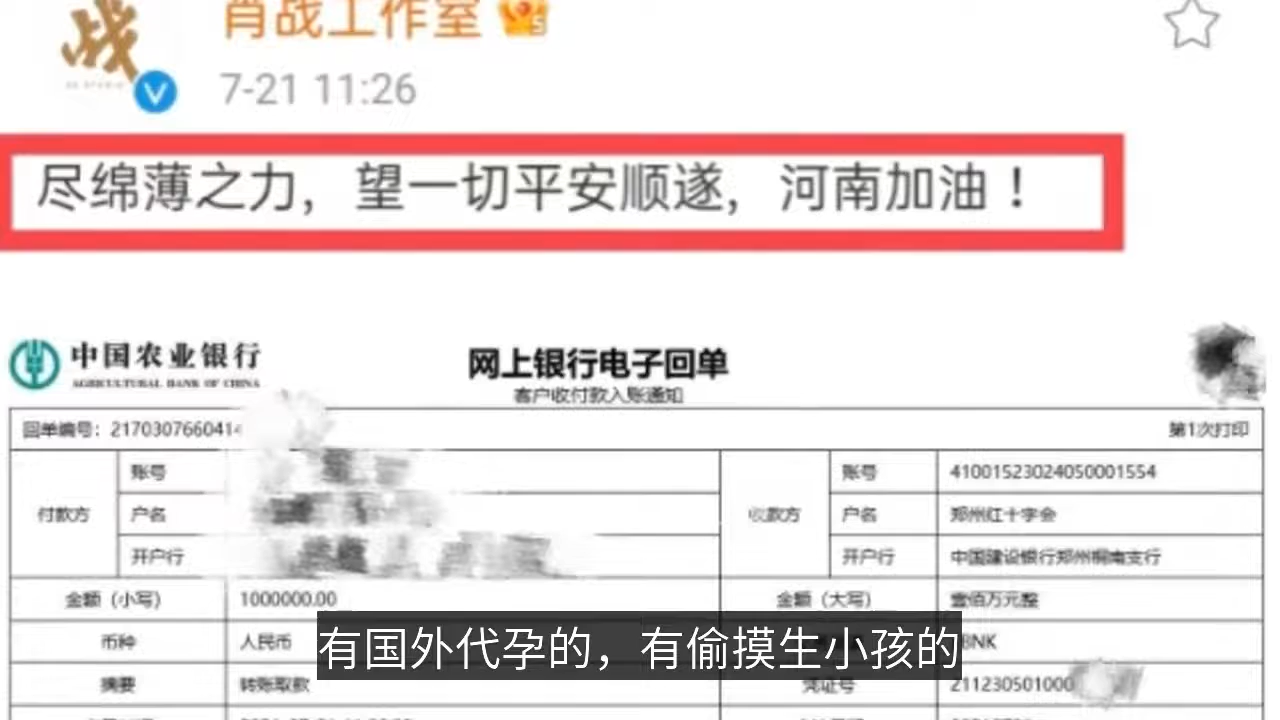 战
肖战工作室
7-21 11:26
尽绵薄之力，望一切平安顺遂，河南加油！
中国农业银行
AGRICULTURAL BANK OF CHINA
网上银行电子回单
客户收付款入账通知
回单编号：217030766041 第1次打印
付款方 账号 收款方 账号 41001523024050001554
户名 户名 郑州红十字会
开户行 开户行 中国建设银行郑州桐南支行
金额（小写） 1000000.00 金额（大写） 壹佰万元整
币种 人民币 BNK
摘要 转账取款 凭证号 211230501000
有国外代孕的，有偷摸生小孩的